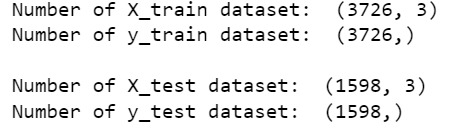 Number of X_train dataset:  (3726, 3)
Number of y_train dataset:  (3726,)
Number of X_test dataset:  (1598, 3)
Number of y_test dataset:  (1598,)